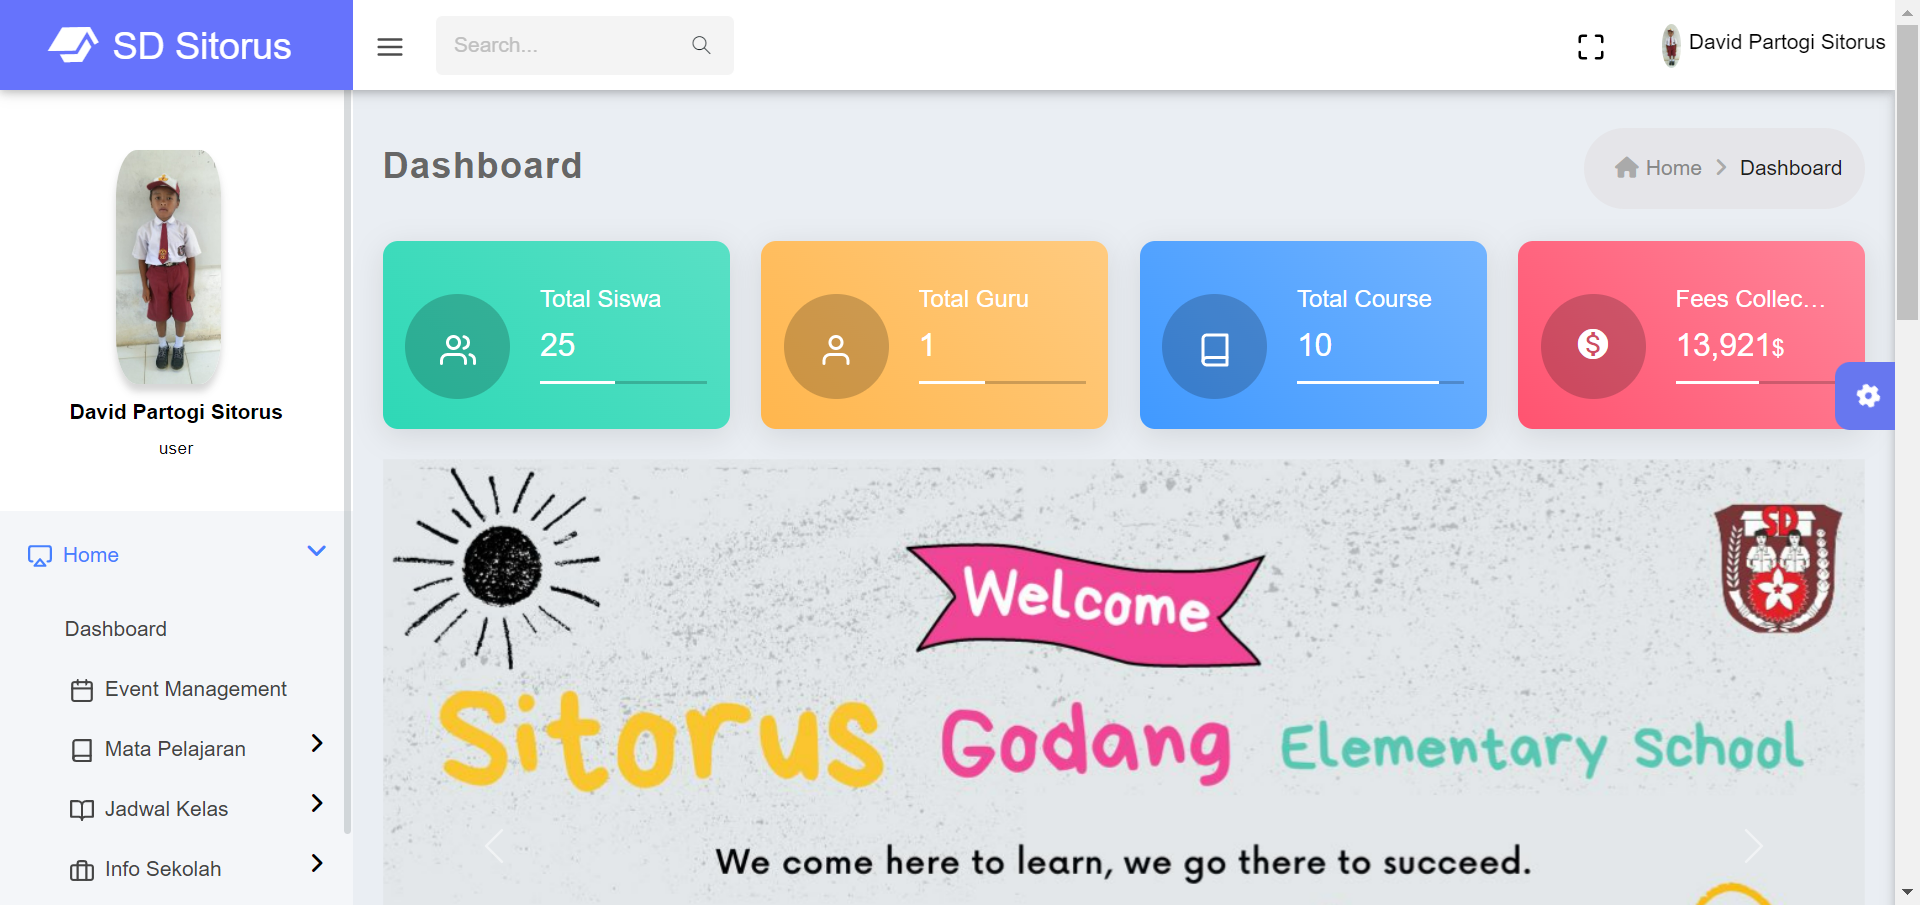 SD Sitorus
Search...
David Partogi Sitorus
David Partogi Sitorus
user
Home
Dashboard
Event Management
Mata Pelajaran
Jadwal Kelas
Info Sekolah
Dashboard
Home > Dashboard
Total Siswa
25
Total Guru
1
Total Course
10
Fees Collec...
13,921$
SD
Welcome
Sitorus Godang Elementary School
We come here to learn, we go there to succeed.